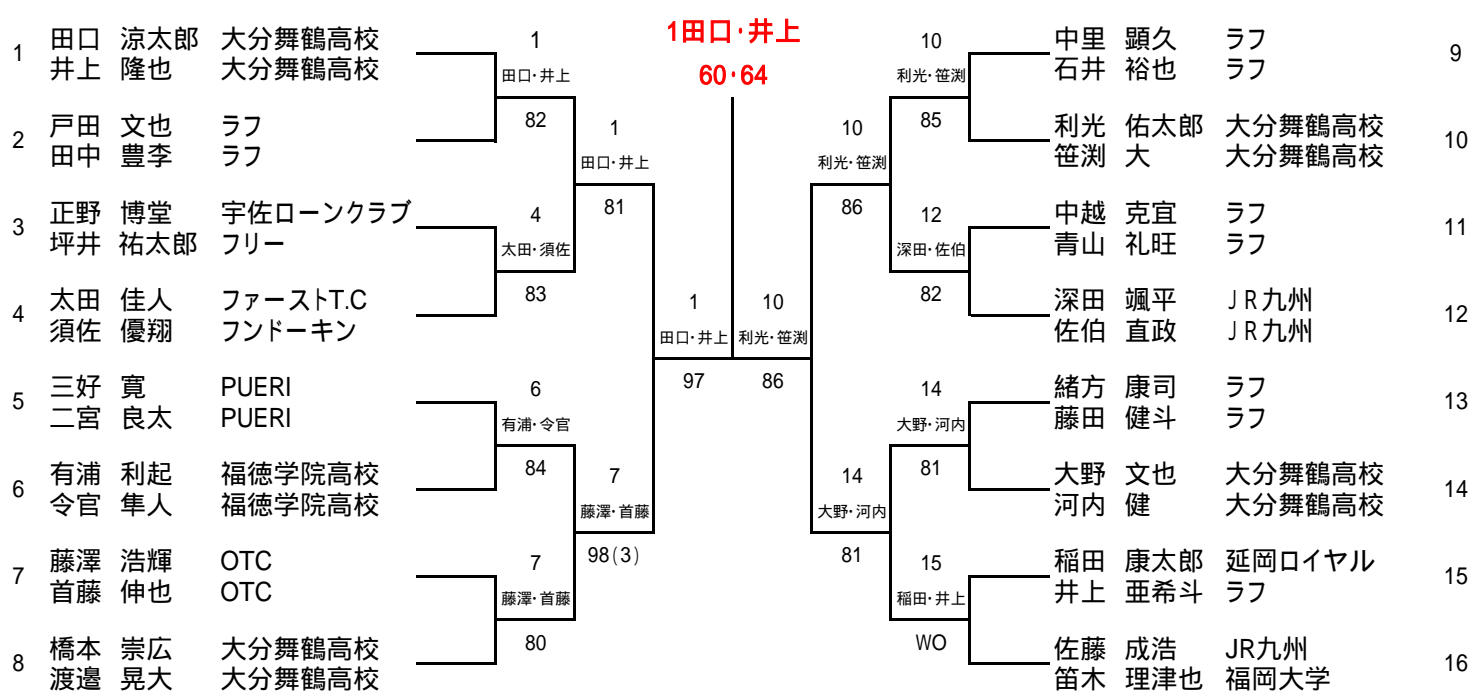 1田口・井上
60・64
1 田口 涼太郎 大分舞鶴高校
井上 隆也 大分舞鶴高校
2 戸田 文也 ラフ
田中 豊李 ラフ
3 正野 博堂 宇佐ローンクラブ
坪井 祐太郎 フリー
4 太田 佳人 ファーストT.C
須佐 優翔 フンドーキン
5 三好 寛 PUERI
二宮 良太 PUERI
6 有浦 利起 福徳学院高校
令官 隼人 福徳学院高校
7 藤澤 浩輝 OTC
首藤 伸也 OTC
8 橋本 崇広 大分舞鶴高校
渡邉 晃大 大分舞鶴高校
1
田口・井上
82
4
太田・須佐
83
6
有浦・令官
84
7
藤澤・首藤
80
1
田口・井上
81
7
藤澤・首藤
98(3)
1
田口・井上
97
10
利光・笹渕
86
10
利光・笹渕
86
14
大野・河内
81
10
利光・笹渕
85
12
深田・佐伯
82
14
大野・河内
81
15
稲田・井上
WO
中里 顕久 ラフ 9
石井 裕也 ラフ
利光 佑太郎 大分舞鶴高校 10
笹渕 大 大分舞鶴高校
中越 克宜 ラフ 11
青山 礼旺 ラフ
深田 颯平 JR九州 12
佐伯 直政 JR九州
緒方 康司 ラフ 13
藤田 健斗 ラフ
大野 文也 大分舞鶴高校 14
河内 健 大分舞鶴高校
稲田 康太郎 延岡ロイヤル 15
井上 亜希斗 ラフ
佐藤 成浩 JR九州 16
笛木 理津也 福岡大学